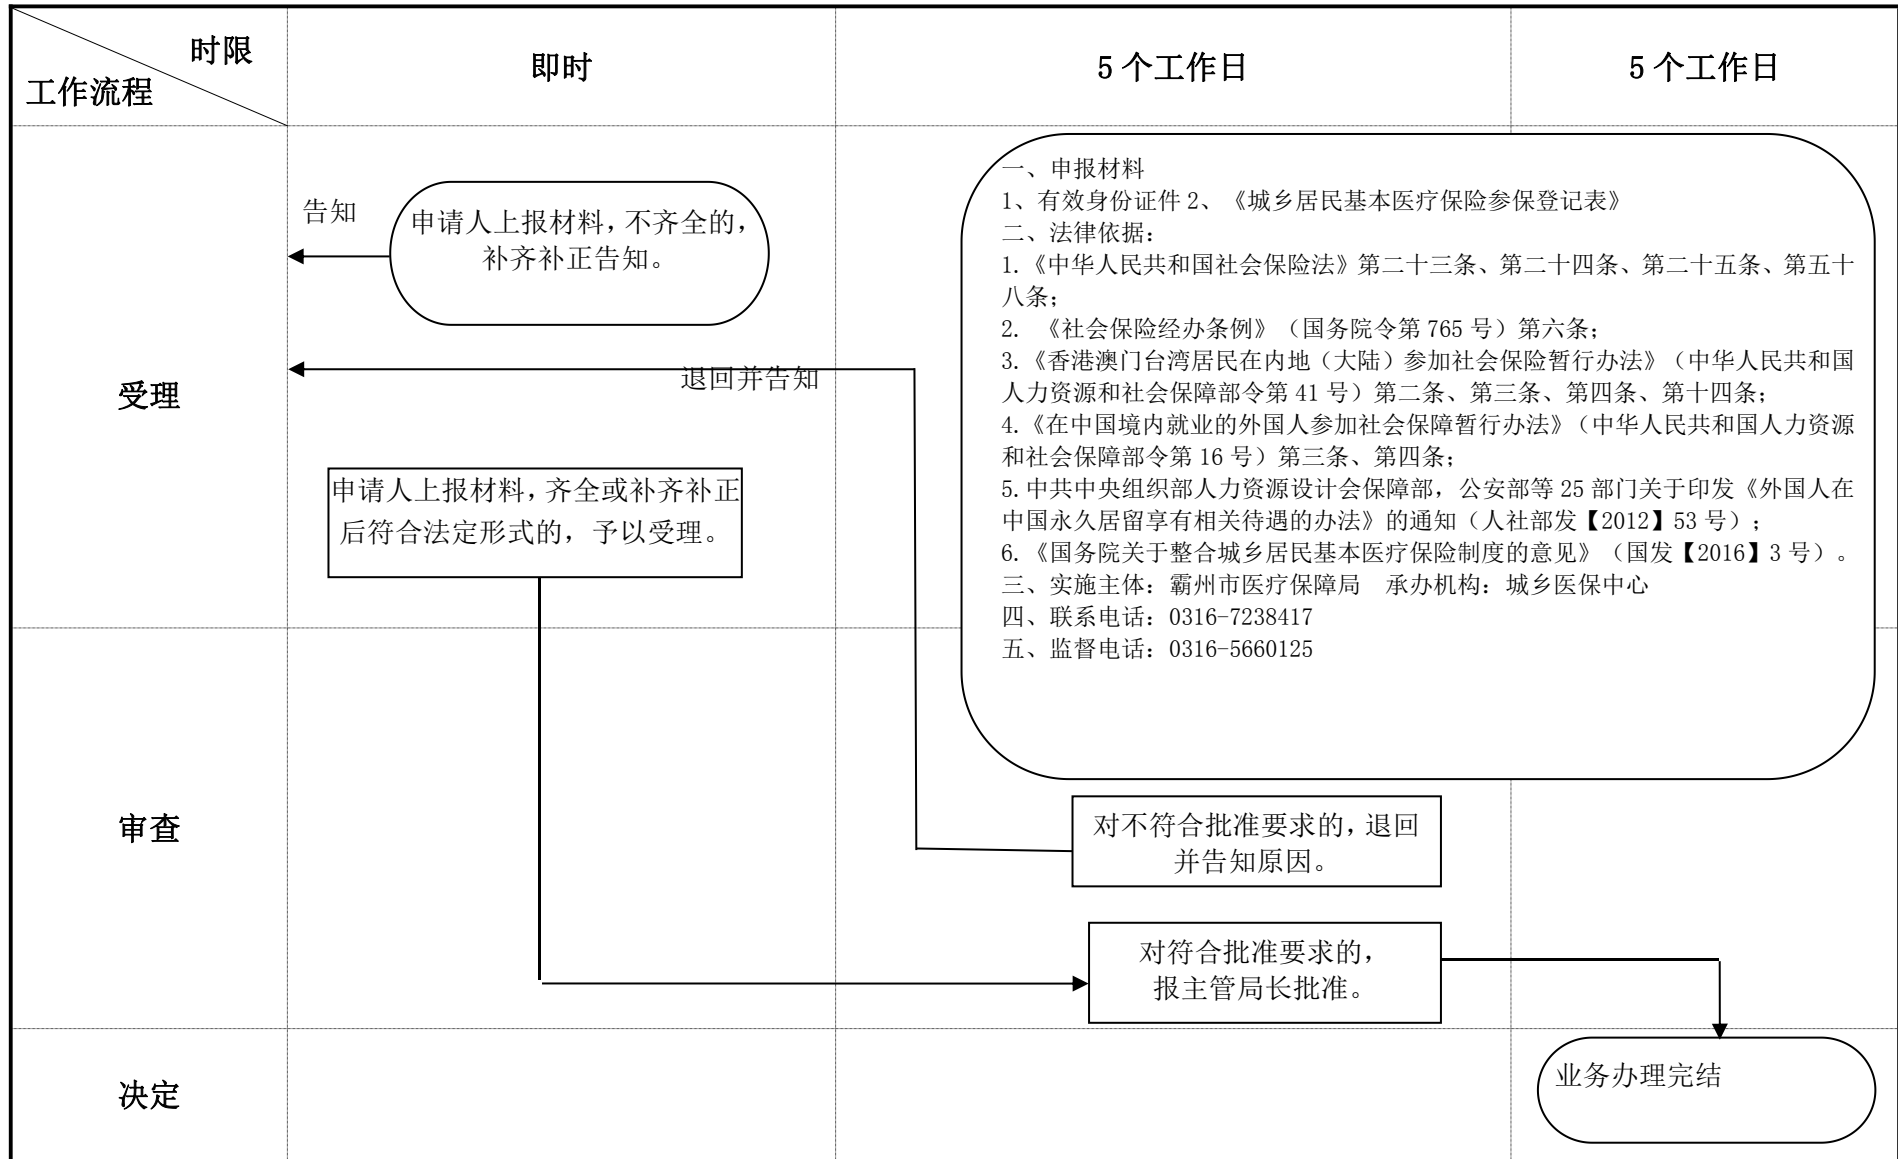 时限
工作流程
即时
5 个工作日
5 个工作日
受理
告知
申请人上报材料，不齐全的，
补齐补正告知。
退回并告知
申请人上报材料，齐全或补齐补正
后符合法定形式的，予以受理。
一、申报材料
1、有效身份证件 2、《城乡居民基本医疗保险参保登记表》
二、法律依据：
1.《中华人民共和国社会保险法》第二十三条、第二十四条、第二十五条、第五十
八条；
2. 《社会保险经办条例》（国务院令第 765 号）第六条；
3.《香港澳门台湾居民在内地（大陆）参加社会保险暂行办法》（中华人民共和国
人力资源和社会保障部令第 41 号）第二条、第三条、第四条、第十四条；
4.《在中国境内就业的外国人参加社会保障暂行办法》（中华人民共和国人力资源
和社会保障部令第 16 号）第三条、第四条；
5.中共中央组织部人力资源设计会保障部，公安部等 25 部门关于印发《外国人在
中国永久居留享有相关待遇的办法》的通知（人社部发【2012】53 号）；
6.《国务院关于整合城乡居民基本医疗保险制度的意见》（国发【2016】3 号）。
三、实施主体：霸州市医疗保障局 承办机构：城乡医保中心
四、联系电话：0316-7238417
五、监督电话：0316-5660125
审查
对不符合批准要求的，退回
并告知原因。
对符合批准要求的，
报主管局长批准。
决定
业务办理完结